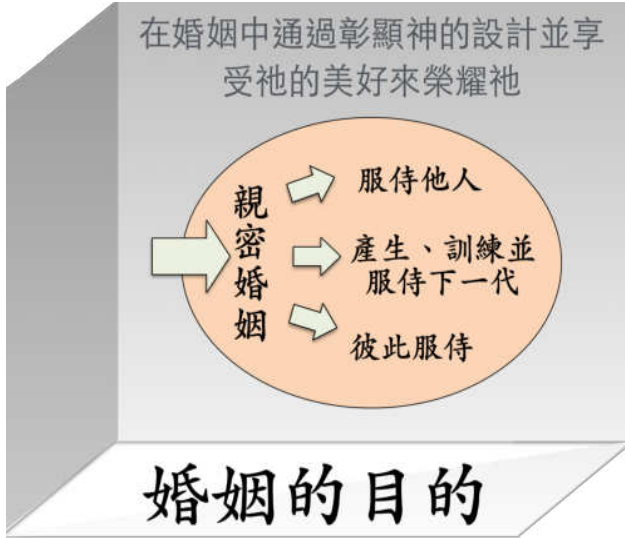 在婚姻中通過彰顯神的設計並享
受祂的美好來榮耀祂
親密婚姻
服侍他人
產生、訓練並
服侍下一代
彼此服侍
婚姻的目的